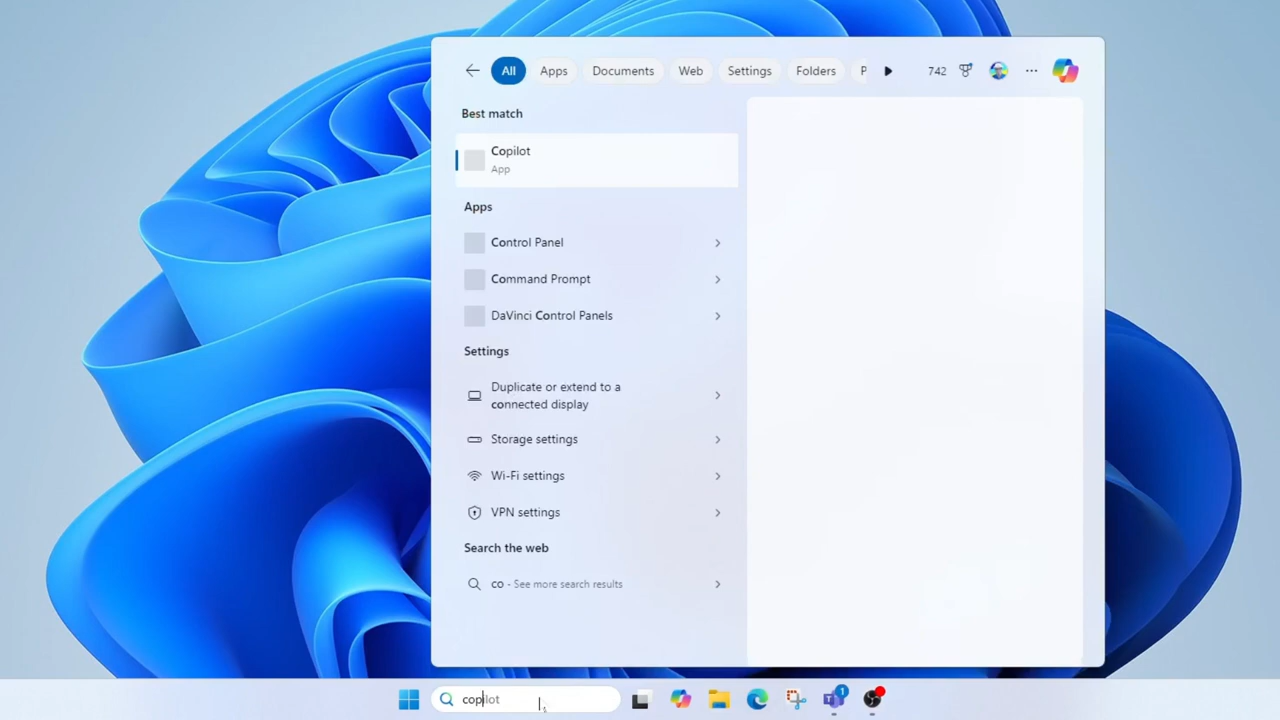 All Apps Documents Web Settings Folders P 742
Best match
Copilot
App
Apps
Control Panel
Command Prompt
DaVinci Control Panels
Settings
Duplicate or extend to a
connected display
Storage settings
Wi-Fi settings
VPN settings
Search the web
co - See more search results
copilot
1